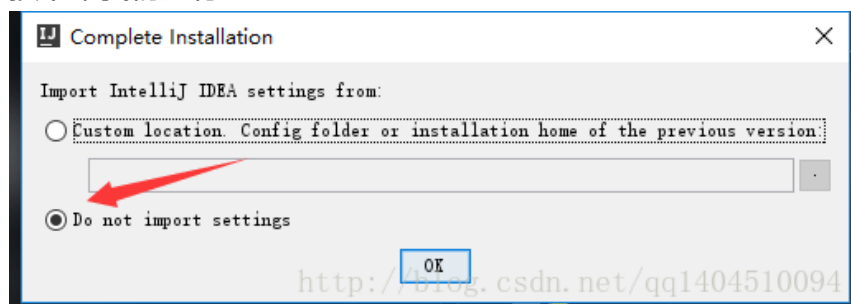 Complete Installation
Import IntelliJ IDEA settings from:
Custom location. Config folder or installation home of the previous version:
Do not import settings
OK
http://blog.csdn.net/qq1404510094